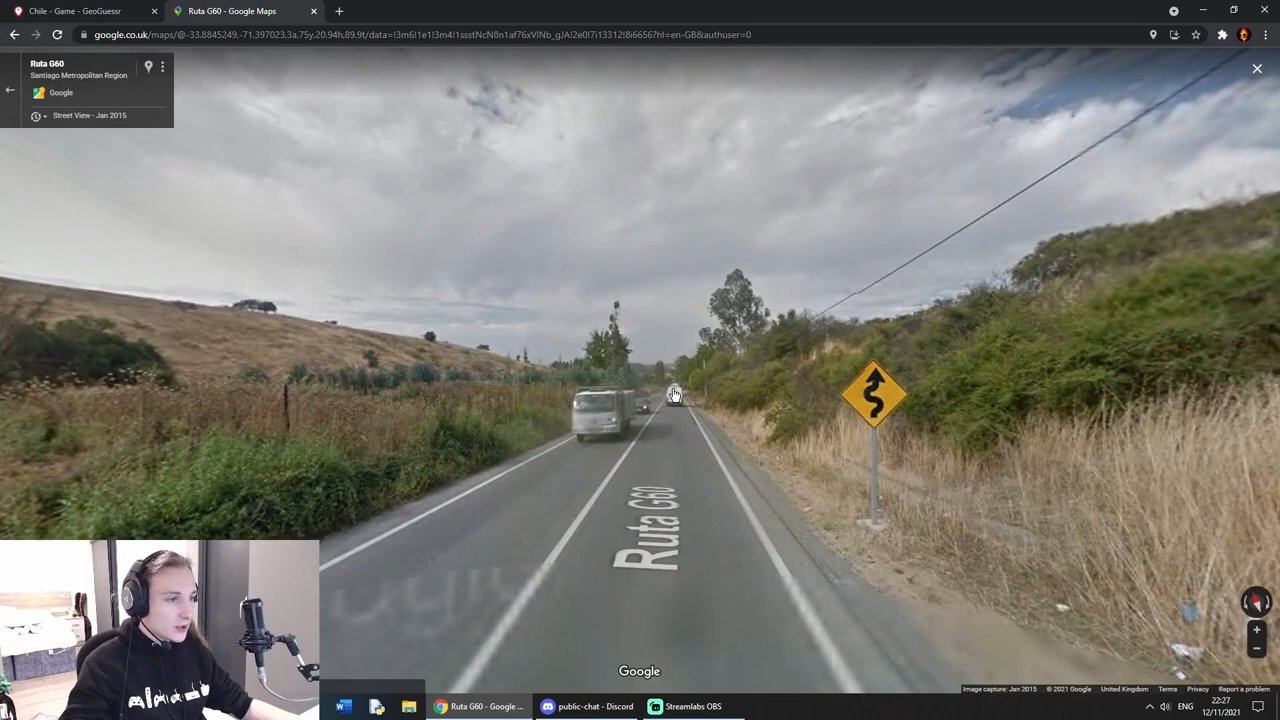 Chile - Game - GeoGuessr
Ruta G60 - Google Maps
google.co.uk/maps/@-33.8845249,-71.397023,3a,75y,20.94h,89.9t/data=!3m6!1e1!3m4!1ssstNcN8n1af76xVINb_gJA!2e0!7i13312!8i6656?hl=en-GB&authuser=0
Ruta G60
Santiago Metropolitan Region
Google
Street View - Jan 2015
Ruta G60
Google
Image capture: Jan 2015 © 2021 Google United Kingdom Terms Privacy Report a problem
Ruta G60 - Google ...
public-chat - Discord
Streamlabs OBS
ENG
22:27
12/11/2021